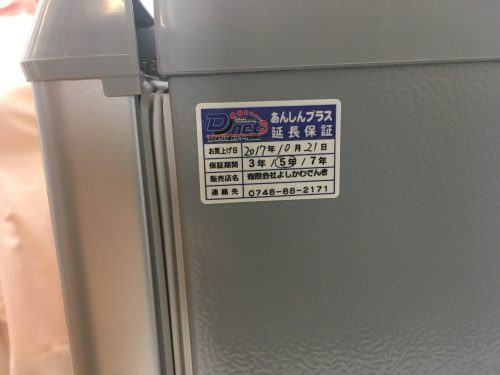 D-net
あんしんプラス
延長保証
お買上げ日 2017年10月21日
保証期間 3年/5年/7年
販売店名 有限会社よしかわでんき
連絡先 0748-88-2171